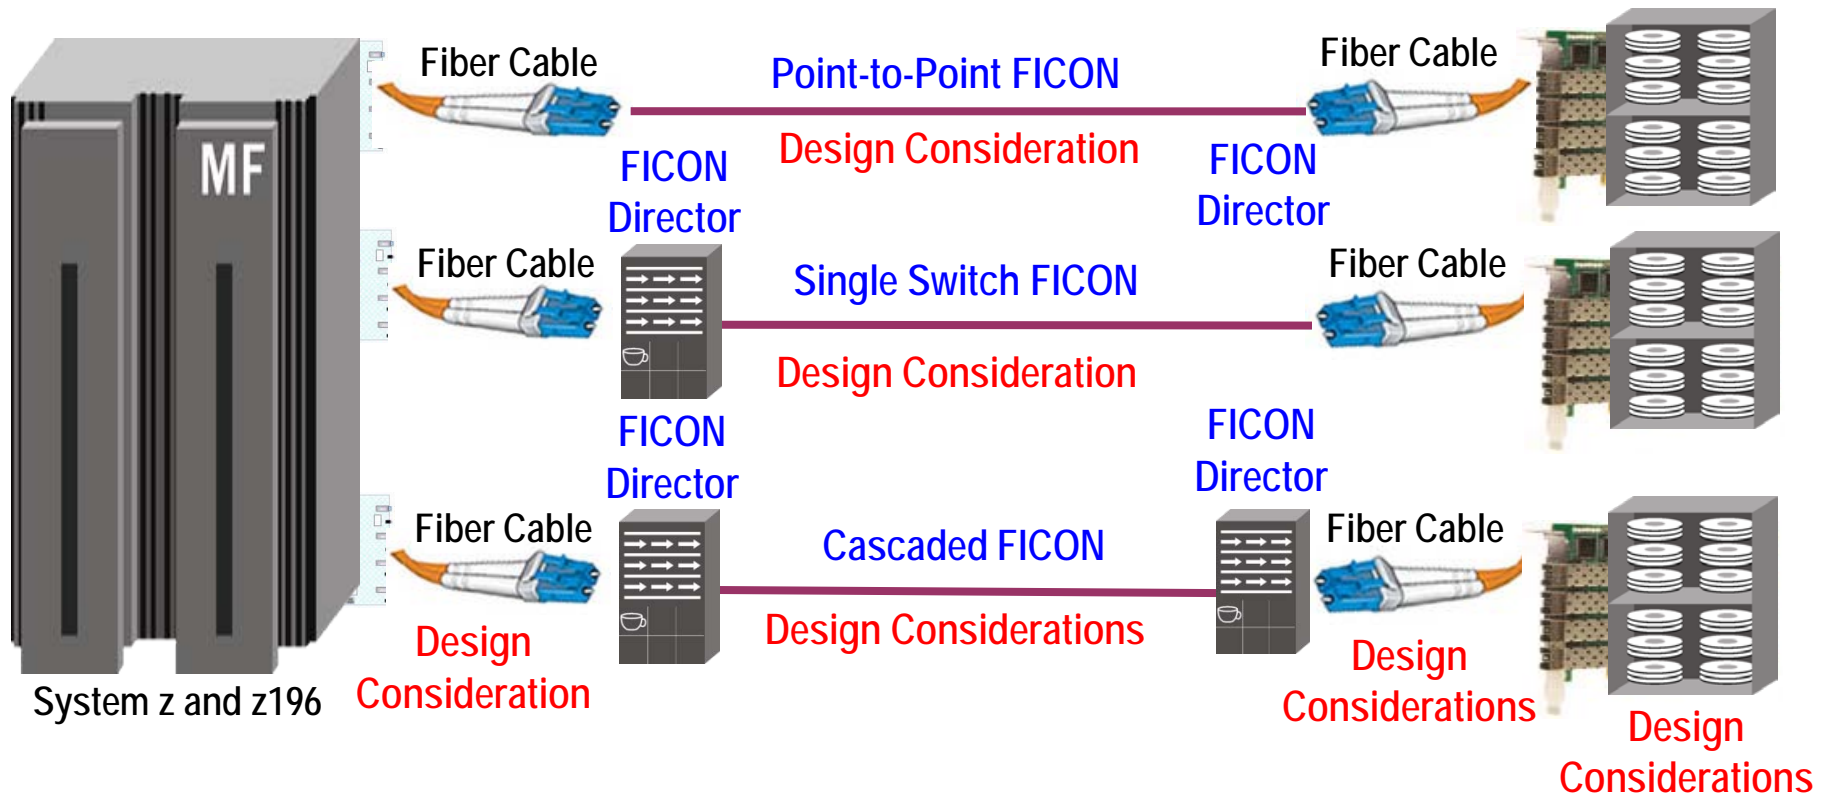 Fiber Cable
Point-to-Point FICON
Fiber Cable
MF
Design Consideration
FICON
Director
FICON
Director
Fiber Cable
Single Switch FICON
Fiber Cable
Design Consideration
FICON
Director
FICON
Director
Fiber Cable
Cascaded FICON
Fiber Cable
Design
Consideration
Design Considerations
Design
Considerations
System z and z196
Design
Considerations